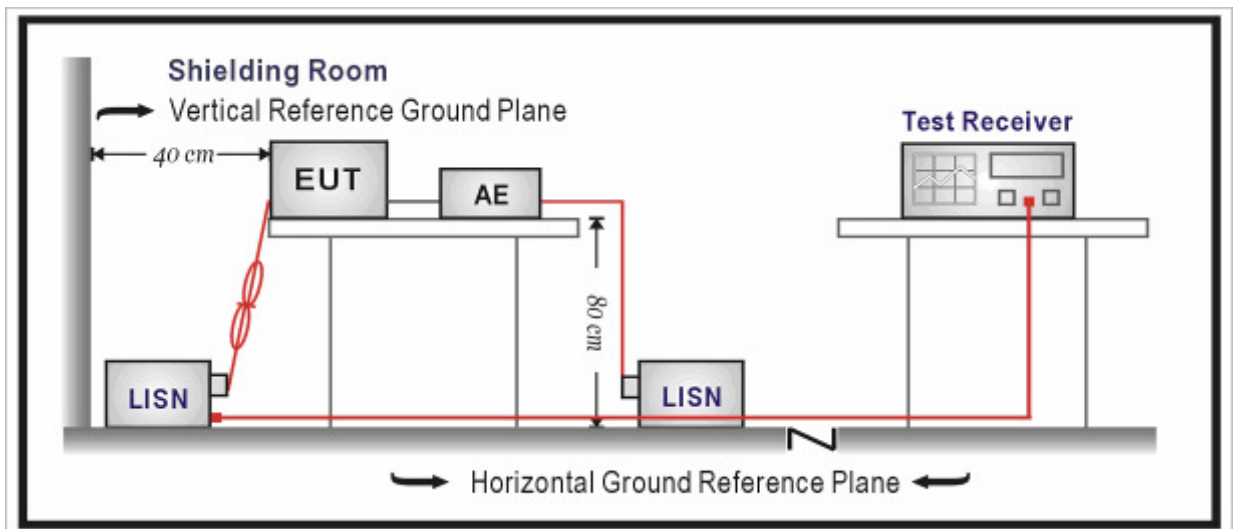 Shielding Room
Vertical Reference Ground Plane
40 cm
EUT
AE
Test Receiver
80 cm
LISN
LISN
Horizontal Ground Reference Plane